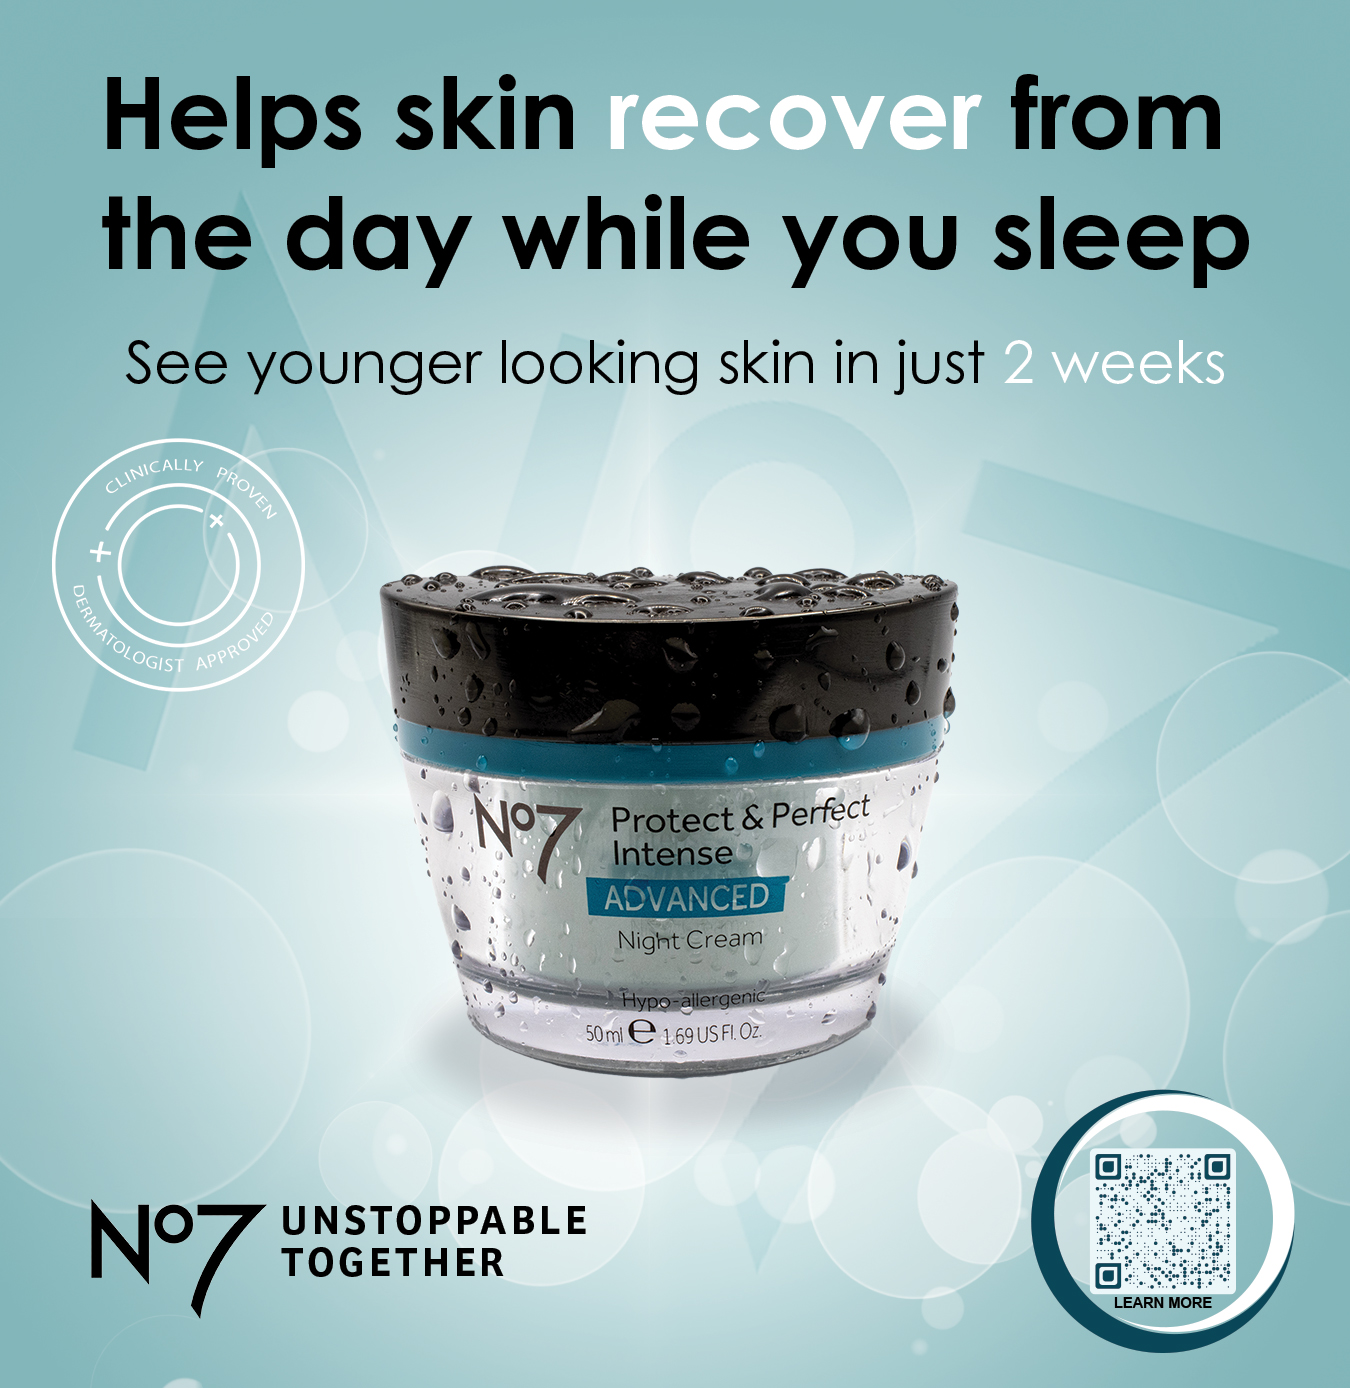 Helps skin recover from
the day while you sleep
See younger looking skin in just 2 weeks
CLINICALLY PROVEN
DERMATOLOGIST APPROVED
No7
Protect & Perfect
Intense
ADVANCED
Night Cream
Hypo-allergenic
50 ml e 1.69 US Fl. Oz.
No7 UNSTOPPABLE
TOGETHER
LEARN MORE